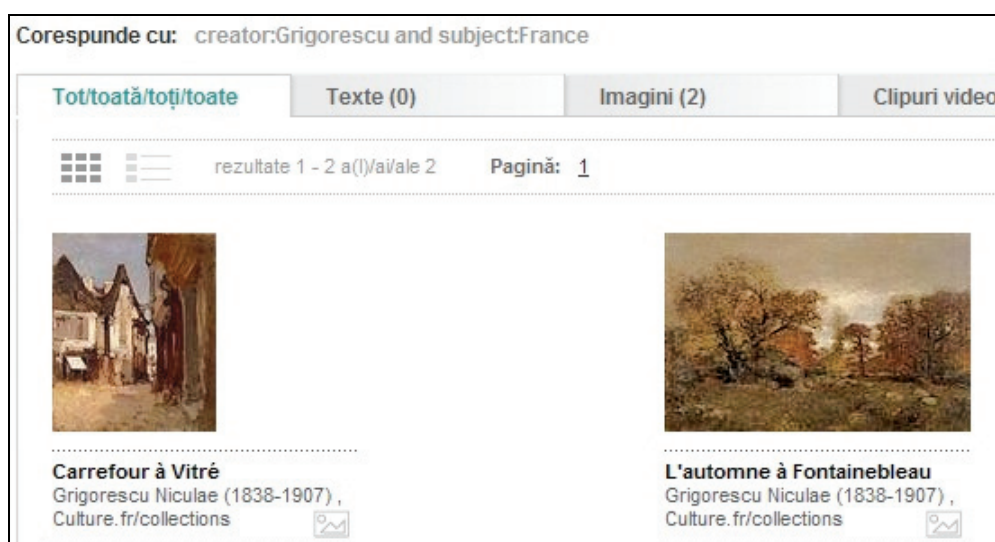 Corespunde cu: creator:Grigorescu and subject:France
Tot/toată/toți/toate Texte (0) Imagini (2) Clipuri video
rezultate 1 - 2 a(l)/ai/ale 2 Pagină: 1
Carrefour à Vitré
Grigorescu Niculae (1838-1907) ,
Culture.fr/collections
L'automne à Fontainebleau
Grigorescu Niculae (1838-1907) ,
Culture.fr/collections